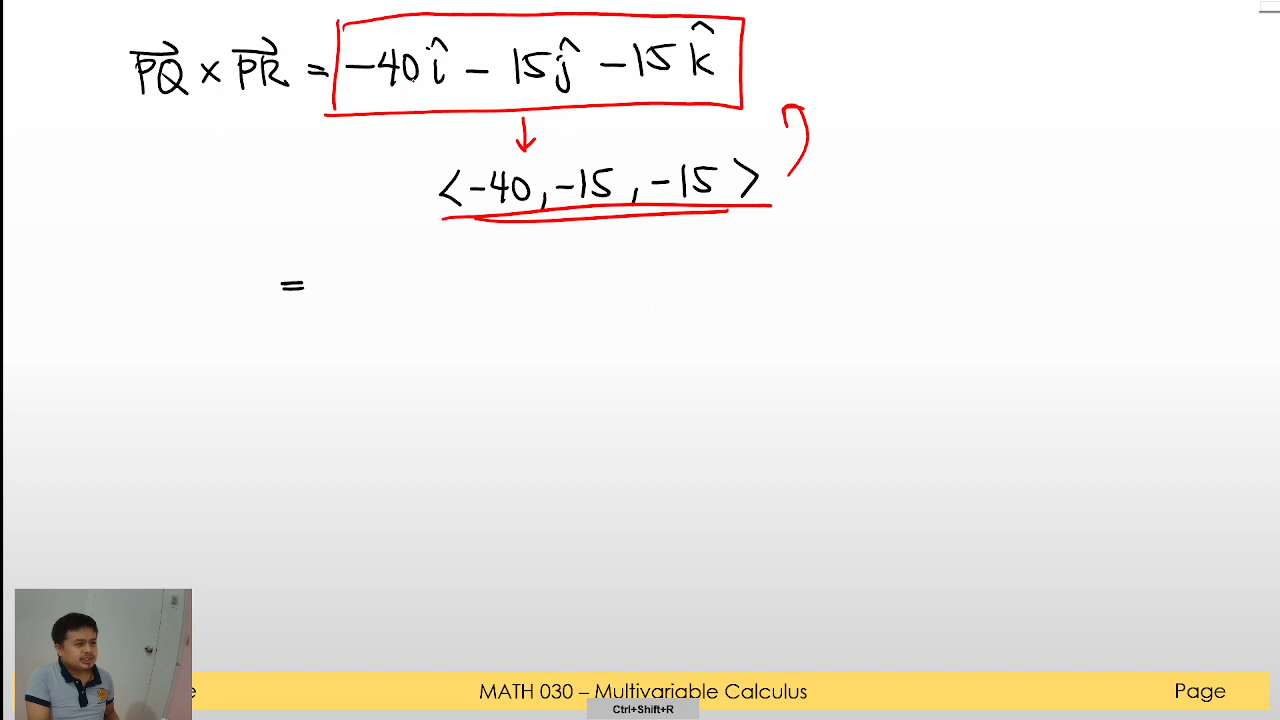 PQ × PR = -40î - 15ĵ - 15k̂
<-40, -15, -15>
=
MATH 030 – Multivariable Calculus
Page
Ctrl+Shift+R